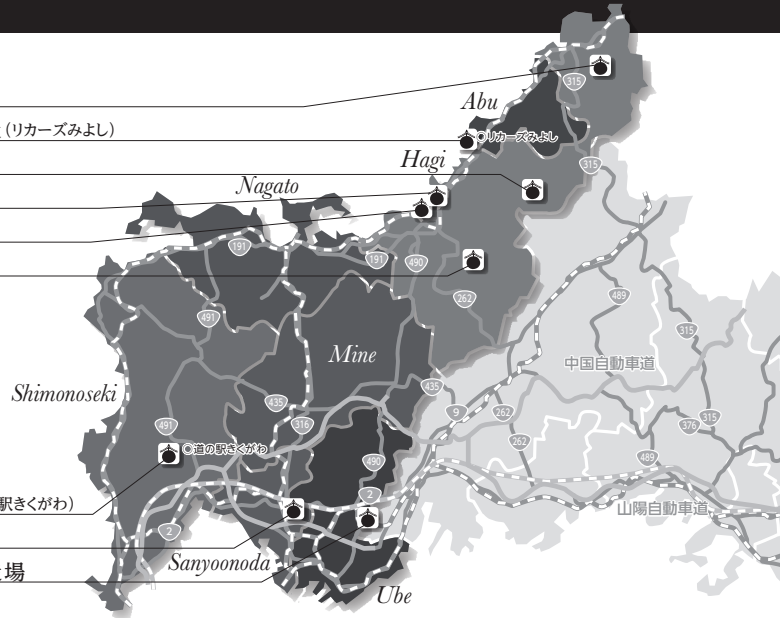 315
Abu
（リカーズみよし）
◎リカーズみよし
Hagi
315
Nagato
191
191
490
262
489
491
315
Mine
中国自動車道
Shimonoseki
435
435
9
262
316
491
262
376
315
◎道の駅きくがわ
490
489
2
駅きくがわ）
山陽自動車道
2
Sanyoonoda
場
Ube